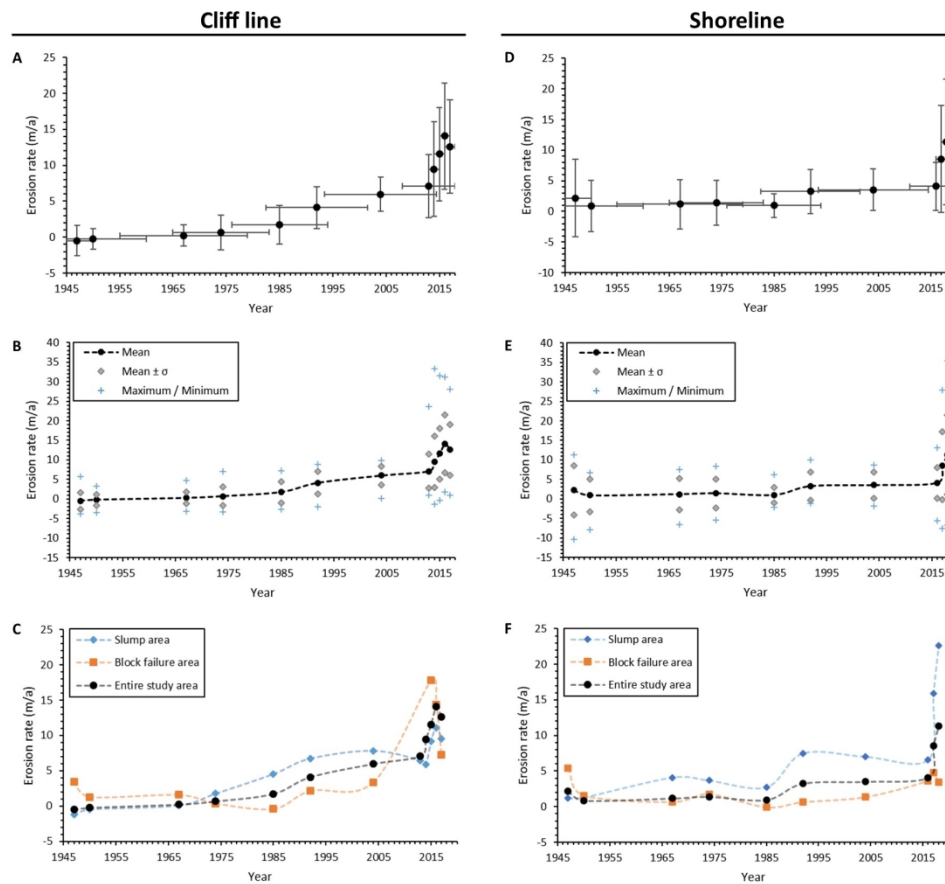 Cliff line
Shoreline
A
25
20
15
10
5
0
-5
Erosion rate (m/a)
1945 1955 1965 1975 1985 1995 2005 2015
Year
D
25
20
15
10
5
0
-5
-10
Erosion rate (m/a)
1945 1955 1965 1975 1985 1995 2005 2015
Year
B
40
35
30
25
20
15
10
5
0
-5
-10
-15
Erosion rate (m/a)
Mean
Mean ± σ
Maximum / Minimum
1945 1955 1965 1975 1985 1995 2005 2015
Year
E
40
35
30
25
20
15
10
5
0
-5
-10
-15
Erosion rate (m/a)
Mean
Mean ± σ
Maximum / Minimum
1945 1955 1965 1975 1985 1995 2005 2015
Year
C
25
20
15
10
5
0
-5
Erosion rate (m/a)
Slump area
Block failure area
Entire study area
1945 1955 1965 1975 1985 1995 2005 2015
Year
F
25
20
15
10
5
0
-5
Erosion rate (m/a)
Slump area
Block failure area
Entire study area
1945 1955 1965 1975 1985 1995 2005 2015
Year